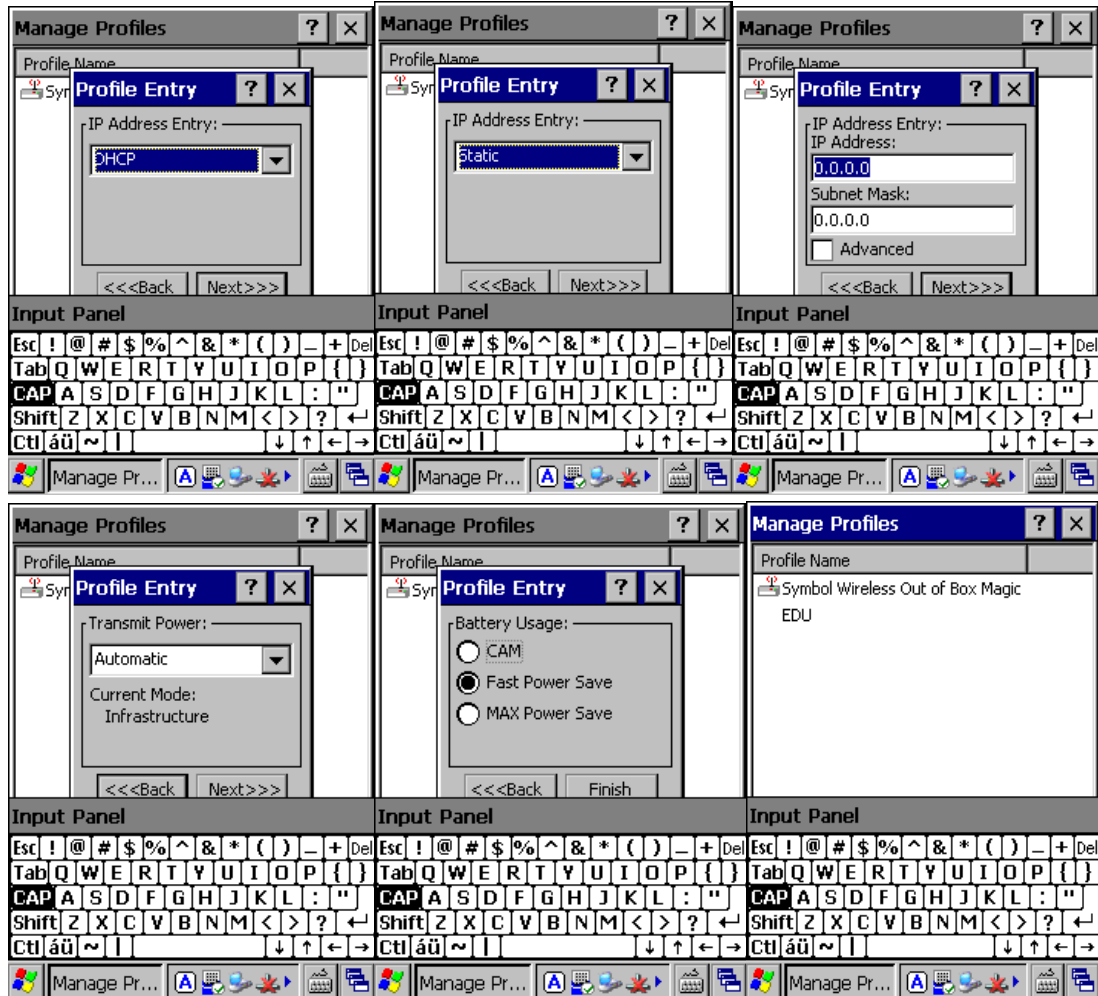 Manage Profiles ? ×
Profile Name
Syr
Profile Entry ? ×
IP Address Entry:
DHCP
<<<Back Next>>>
Input Panel
Esc ! @ # $ % ^ & * ( ) _ + Del
Tab Q W E R T Y U I O P { }
CAP A S D F G H J K L : "
Shift Z X C V B N M < > ? ↵
Ctl áü ~ | ↓ ↑ ← →
Manage Pr... A
Manage Profiles ? ×
Profile Name
Syr
Profile Entry ? ×
IP Address Entry:
Static
<<<Back Next>>>
Input Panel
Esc ! @ # $ % ^ & * ( ) _ + Del
Tab Q W E R T Y U I O P { }
CAP A S D F G H J K L : "
Shift Z X C V B N M < > ? ↵
Ctl áü ~ | ↓ ↑ ← →
Manage Pr... A
Manage Profiles ? ×
Profile Name
Syr
Profile Entry ? ×
IP Address Entry:
IP Address:
0.0.0.0
Subnet Mask:
0.0.0.0
Advanced
<<<Back Next>>>
Input Panel
Esc ! @ # $ % ^ & * ( ) _ + Del
Tab Q W E R T Y U I O P { }
CAP A S D F G H J K L : "
Shift Z X C V B N M < > ? ↵
Ctl áü ~ | ↓ ↑ ← →
Manage Pr... A
Manage Profiles ? ×
Profile Name
Syr
Profile Entry ? ×
Transmit Power:
Automatic
Current Mode:
Infrastructure
<<<Back Next>>>
Input Panel
Esc ! @ # $ % ^ & * ( ) _ + Del
Tab Q W E R T Y U I O P { }
CAP A S D F G H J K L : "
Shift Z X C V B N M < > ? ↵
Ctl áü ~ | ↓ ↑ ← →
Manage Pr... A
Manage Profiles ? ×
Profile Name
Syr
Profile Entry ? ×
Battery Usage:
CAM
Fast Power Save
MAX Power Save
<<<Back Finish
Input Panel
Esc ! @ # $ % ^ & * ( ) _ + Del
Tab Q W E R T Y U I O P { }
CAP A S D F G H J K L : "
Shift Z X C V B N M < > ? ↵
Ctl áü ~ | ↓ ↑ ← →
Manage Pr... A
Manage Profiles ? ×
Profile Name
Symbol Wireless Out of Box Magic
EDU
Input Panel
Esc ! @ # $ % ^ & * ( ) _ + Del
Tab Q W E R T Y U I O P { }
CAP A S D F G H J K L : "
Shift Z X C V B N M < > ? ↵
Ctl áü ~ | ↓ ↑ ← →
Manage Pr... A